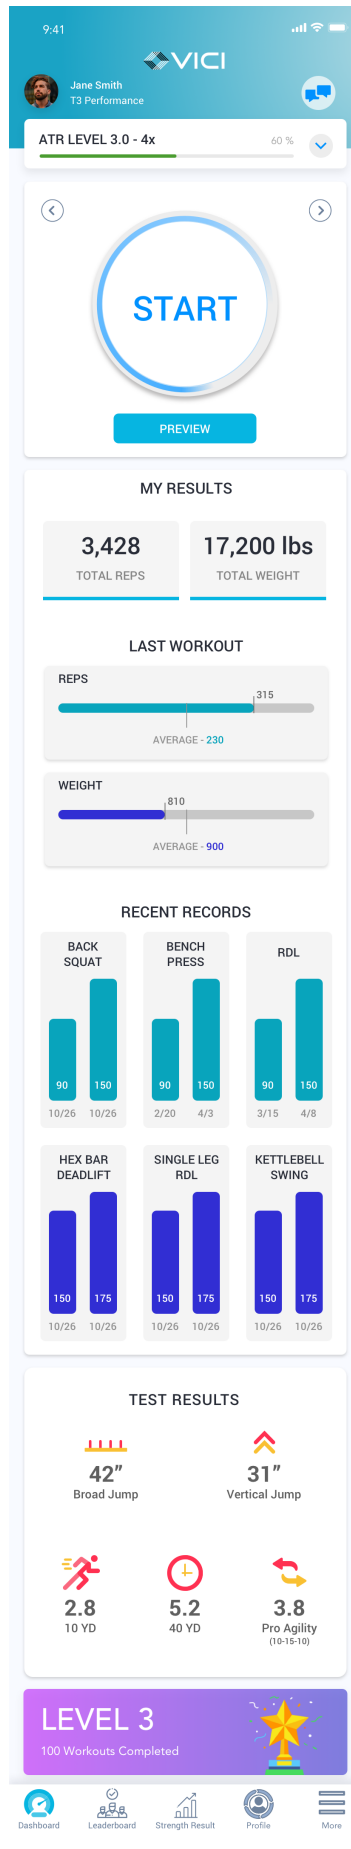 9:41
VICI
Jane Smith
T3 Performance
ATR LEVEL 3.0 - 4x
60 %
START
PREVIEW
MY RESULTS
3,428
TOTAL REPS
17,200 lbs
TOTAL WEIGHT
LAST WORKOUT
REPS
315
AVERAGE - 230
WEIGHT
810
AVERAGE - 900
RECENT RECORDS
BACK
SQUAT
90 150
10/26 10/26
BENCH
PRESS
90 150
2/20 4/3
RDL
90 150
3/15 4/8
HEX BAR
DEADLIFT
150 175
10/26 10/26
SINGLE LEG
RDL
150 175
10/26 10/26
KETTLEBELL
SWING
150 175
10/26 10/26
TEST RESULTS
42”
Broad Jump
31”
Vertical Jump
2.8
10 YD
5.2
40 YD
3.8
Pro Agility
(10-15-10)
LEVEL 3
100 Workouts Completed
Dashboard
Leaderboard
Strength Result
Profile
More